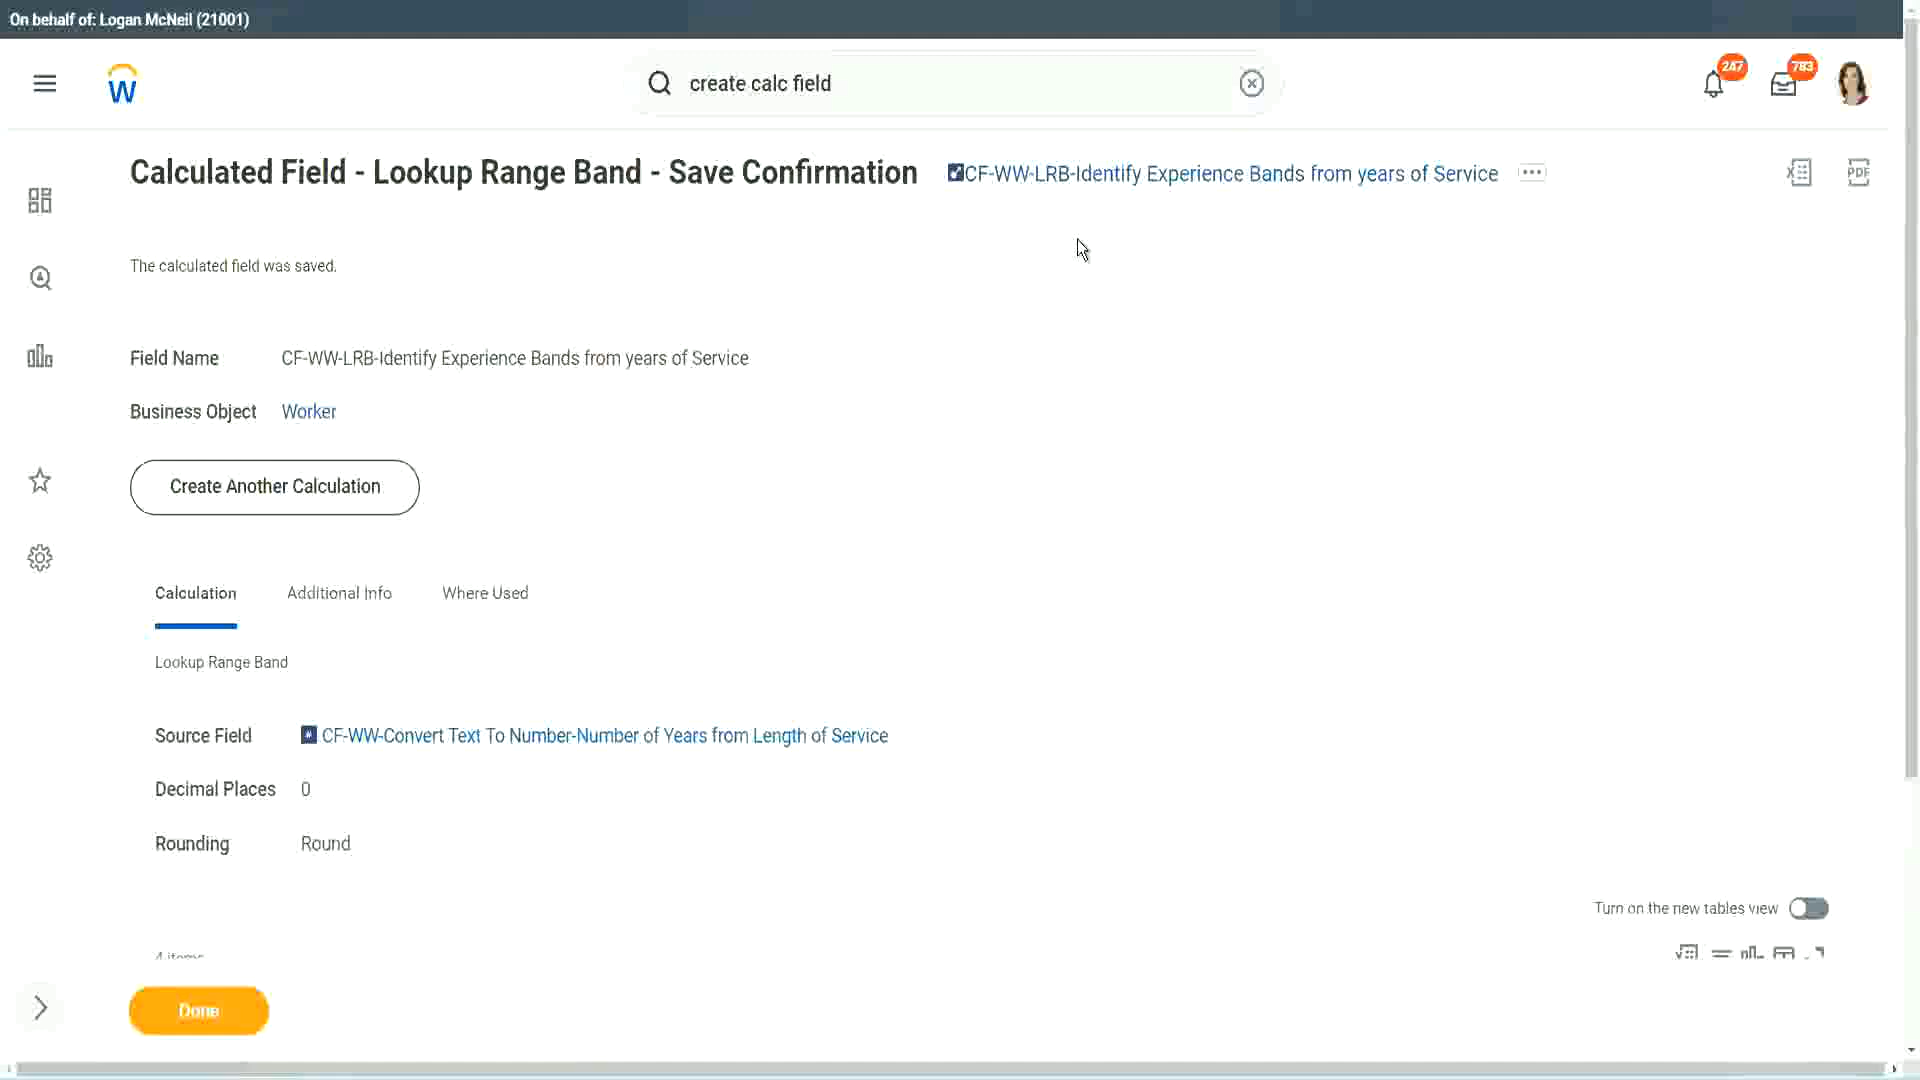 On behalf of: Logan McNeil (21001)
W
create calc field
247
783
Calculated Field - Lookup Range Band - Save Confirmation
CF-WW-LRB-Identify Experience Bands from years of Service
X
PDF
The calculated field was saved.
Field Name CF-WW-LRB-Identify Experience Bands from years of Service
Business Object Worker
Create Another Calculation
Calculation Additional Info Where Used
Lookup Range Band
Source Field # CF-WW-Convert Text To Number-Number of Years from Length of Service
Decimal Places 0
Rounding Round
Turn on the new tables view
4 items
Done